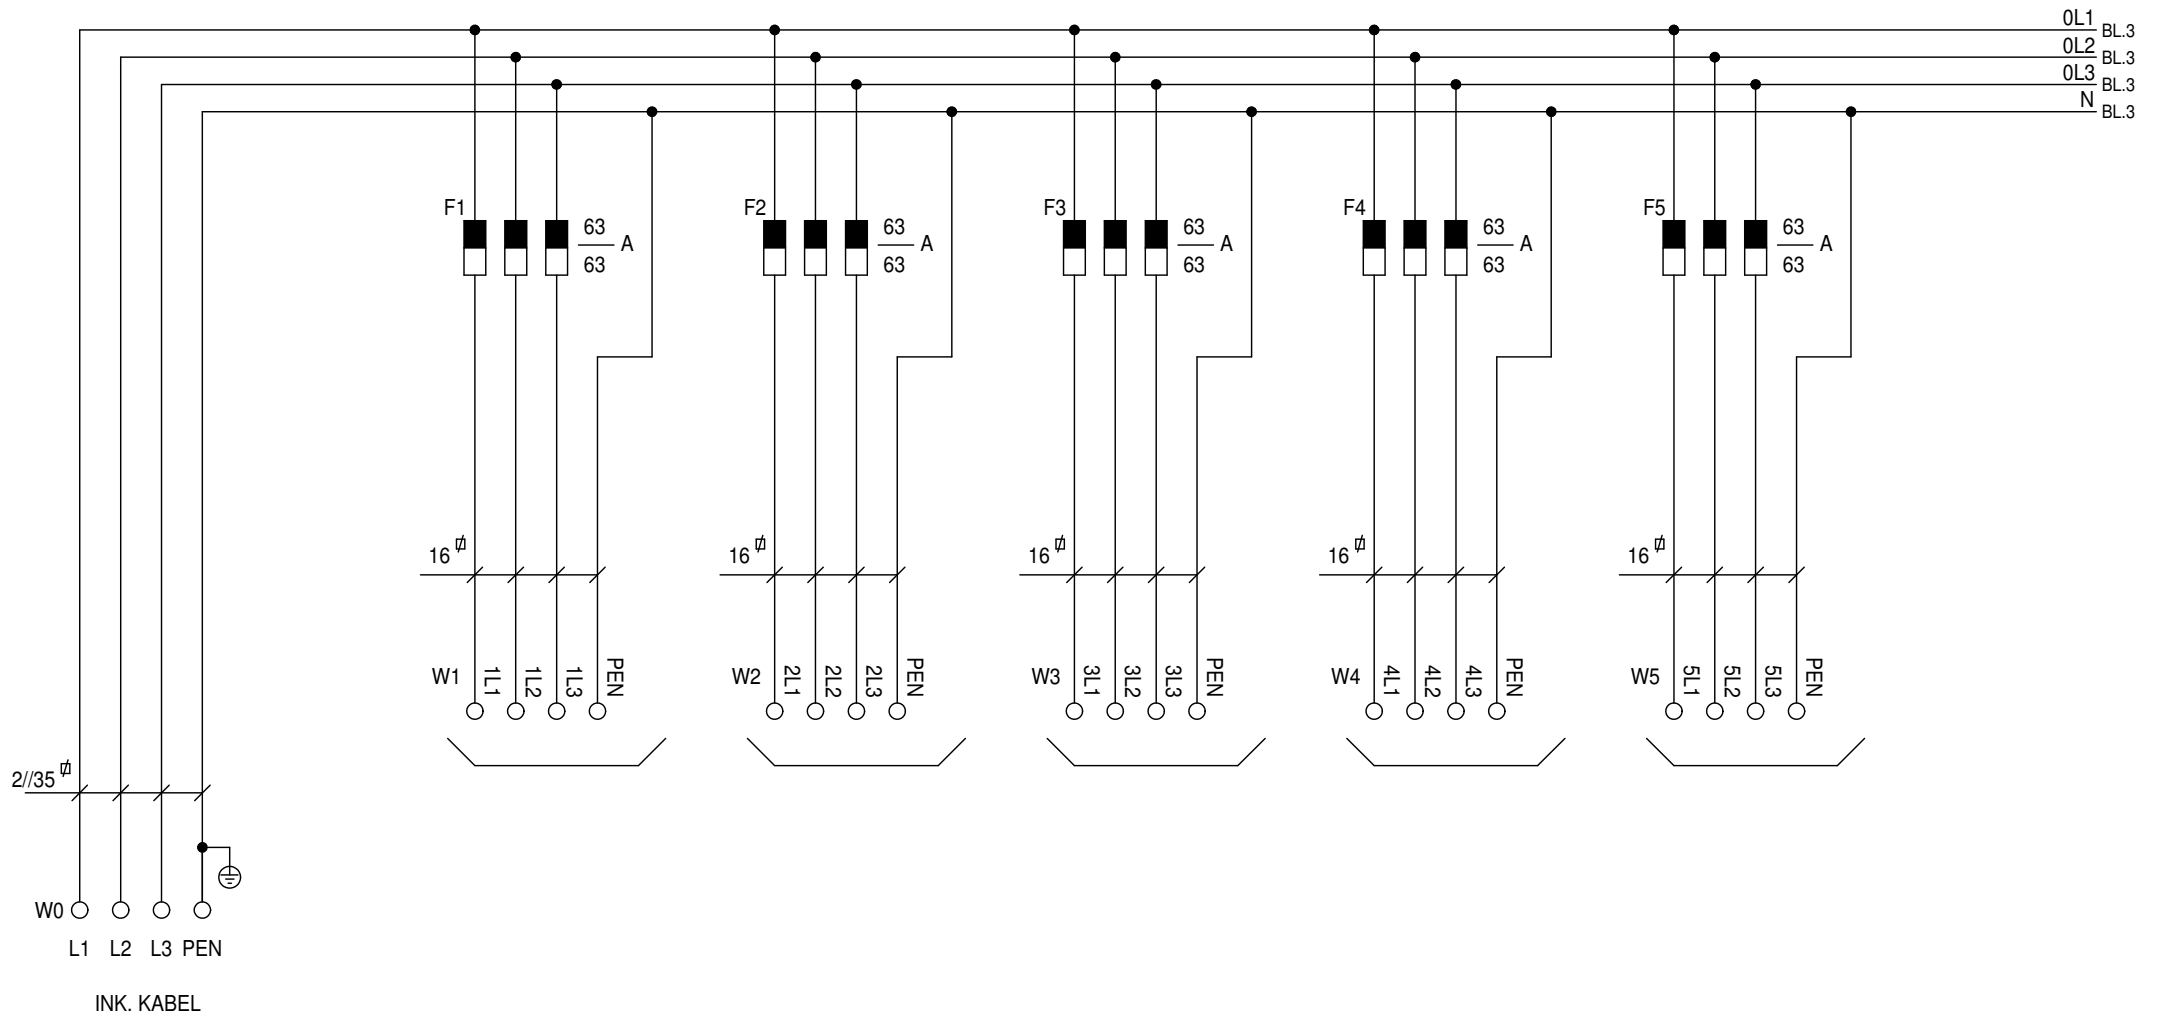 0L1 BL.3
0L2 BL.3
0L3 BL.3
N BL.3
F1 63 A 63
F2 63 A 63
F3 63 A 63
F4 63 A 63
F5 63 A 63
16 16 16 16 16
W1 1L1 1L2 1L3 PEN
W2 2L1 2L2 2L3 PEN
W3 3L1 3L2 3L3 PEN
W4 4L1 4L2 4L3 PEN
W5 5L1 5L2 5L3 PEN
2//35
W0
L1 L2 L3 PEN
INK. KABEL